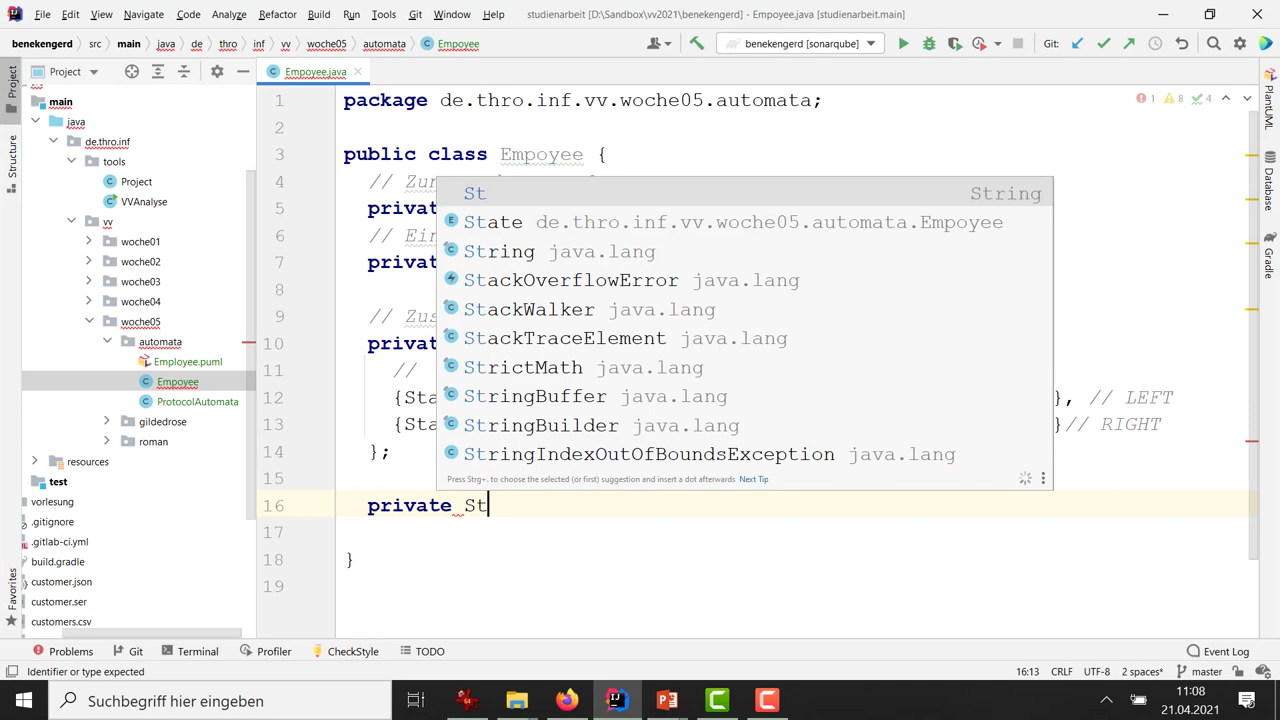 File Edit View Navigate Code Analyze Refactor Build Run Tools Git Window Help studienarbeit [D:\Sandbox\vv2021\benekengerd] - Empoyee.java [studienarbeit.main]
benekengerd src main java de thro inf vv woche05 automata Empoyee benekengerd [sonarqube] Git:
Project Empoyee.java
Project
Structure
Favorites
PlantUML
Database
Gradle
main
java
de.thro.inf
tools
Project
VVAnalyse
vv
woche01
woche02
woche03
woche04
woche05
automata
Employee.puml
Empoyee
ProtocolAutomata
gildedrose
roman
resources
test
vorlesung
.gitignore
.gitlab-ci.yml
build.gradle
customer.json
customer.ser
customers.csv
1 8 4
1 package de.thro.inf.vv.woche05.automata;
2
3 public class Empoyee {
4 // Zu
5 privat
6 // Ein
7 privat
8
9 // Zus
10 privat
11 //
12 {Sta }, // LEFT
13 {Sta }// RIGHT
14 };
15
16 private St
17
18 }
19
St String
State de.thro.inf.vv.woche05.automata.Empoyee
String java.lang
StackOverflowError java.lang
StackWalker java.lang
StackTraceElement java.lang
StrictMath java.lang
StringBuffer java.lang
StringBuilder java.lang
StringIndexOutOfBoundsException java.lang
Press Strg+. to choose the selected (or first) suggestion and insert a dot afterwards Next Tip
Problems Git Terminal Profiler CheckStyle TODO Event Log
Identifier or type expected 16:13 CRLF UTF-8 2 spaces* master
Suchbegriff hier eingeben
11:08
21.04.2021